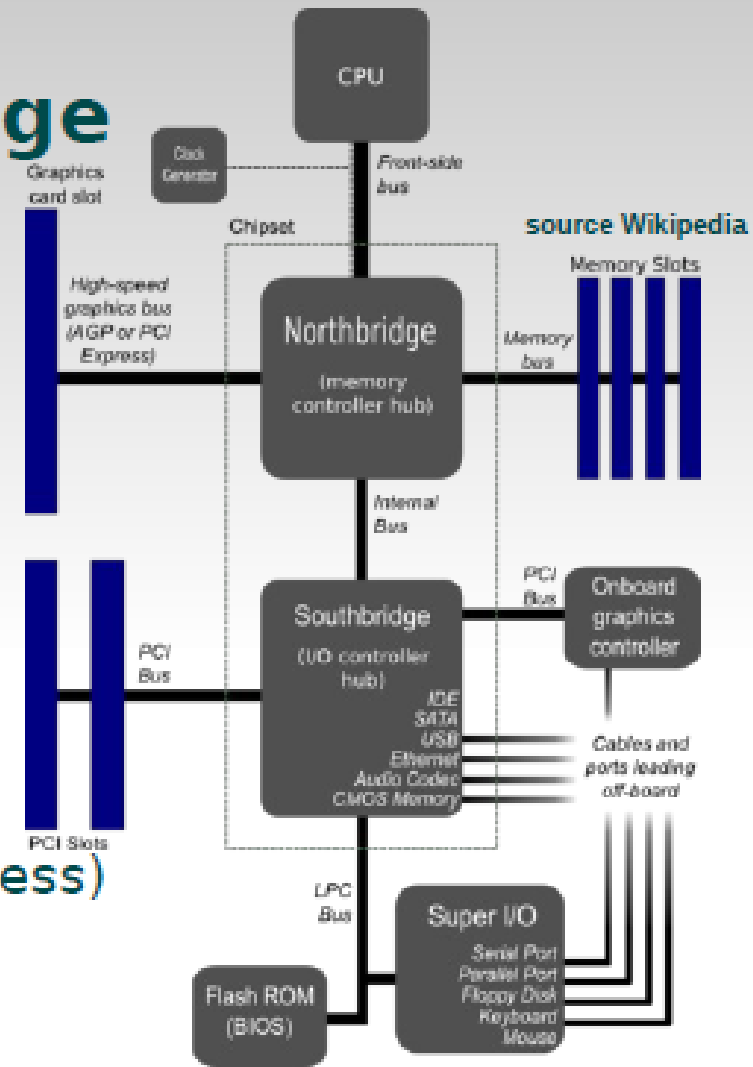 CPU
ge
Clock
Generator
Front-side
bus
Graphics
card slot
Chipset
source Wikipedia
Memory Slots
High-speed
graphics bus
(AGP or PCI
Express)
Northbridge
(memory
controller hub)
Memory
bus
Internal
Bus
PCI
Bus
Onboard
graphics
controller
Southbridge
(I/O controller
hub)
PCI
Bus
IDE
SATA
USB
Ethernet
Audio Codec
CMOS Memory
Cables and
ports leading
off-board
PCI Slots
ess)
LPC
Bus
Super I/O
Serial Port
Parallel Port
Floppy Disk
Keyboard
Mouse
Flash ROM
(BIOS)